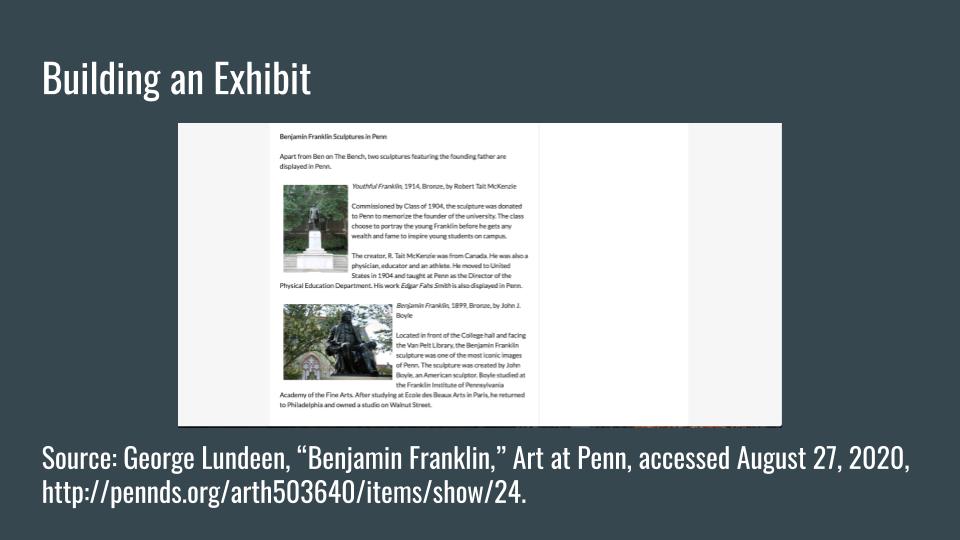 Building an Exhibit
Benjamin Franklin Sculptures in Penn
Apart from Ben on The Bench, two sculptures featuring the founding father are
displayed in Penn.
Youthful Franklin, 1914, Bronze, by Robert Tait McKenzie
Commissioned by Class of 1904, the sculpture was donated
to Penn to memorize the founder of the university. The class
choose to portray the young Franklin before he gets any
wealth and fame to inspire young students on campus.
The creator, R. Tait McKenzie was from Canada. He was also a
physician, educator and an athlete. He moved to United
States in 1904 and taught at Penn as the Director of the
Physical Education Department. His work Edgar Fahs Smith is also displayed in Penn.
Benjamin Franklin, 1899, Bronze, by John J.
Boyle
Located in front of the College hall and facing
the Van Pelt Library, the Benjamin Franklin
sculpture was one of the most iconic images
of Penn. The sculpture was created by John
Boyle, an American sculptor. Boyle studied at
the Franklin Institute of Pennsylvania
Academy of the Fine Arts. After studying at Ecole des Beaux Arts in Paris, he returned
to Philadelphia and owned a studio on Walnut Street.
Source: George Lundeen, “Benjamin Franklin,” Art at Penn, accessed August 27, 2020,
http://pennds.org/arth503640/items/show/24.